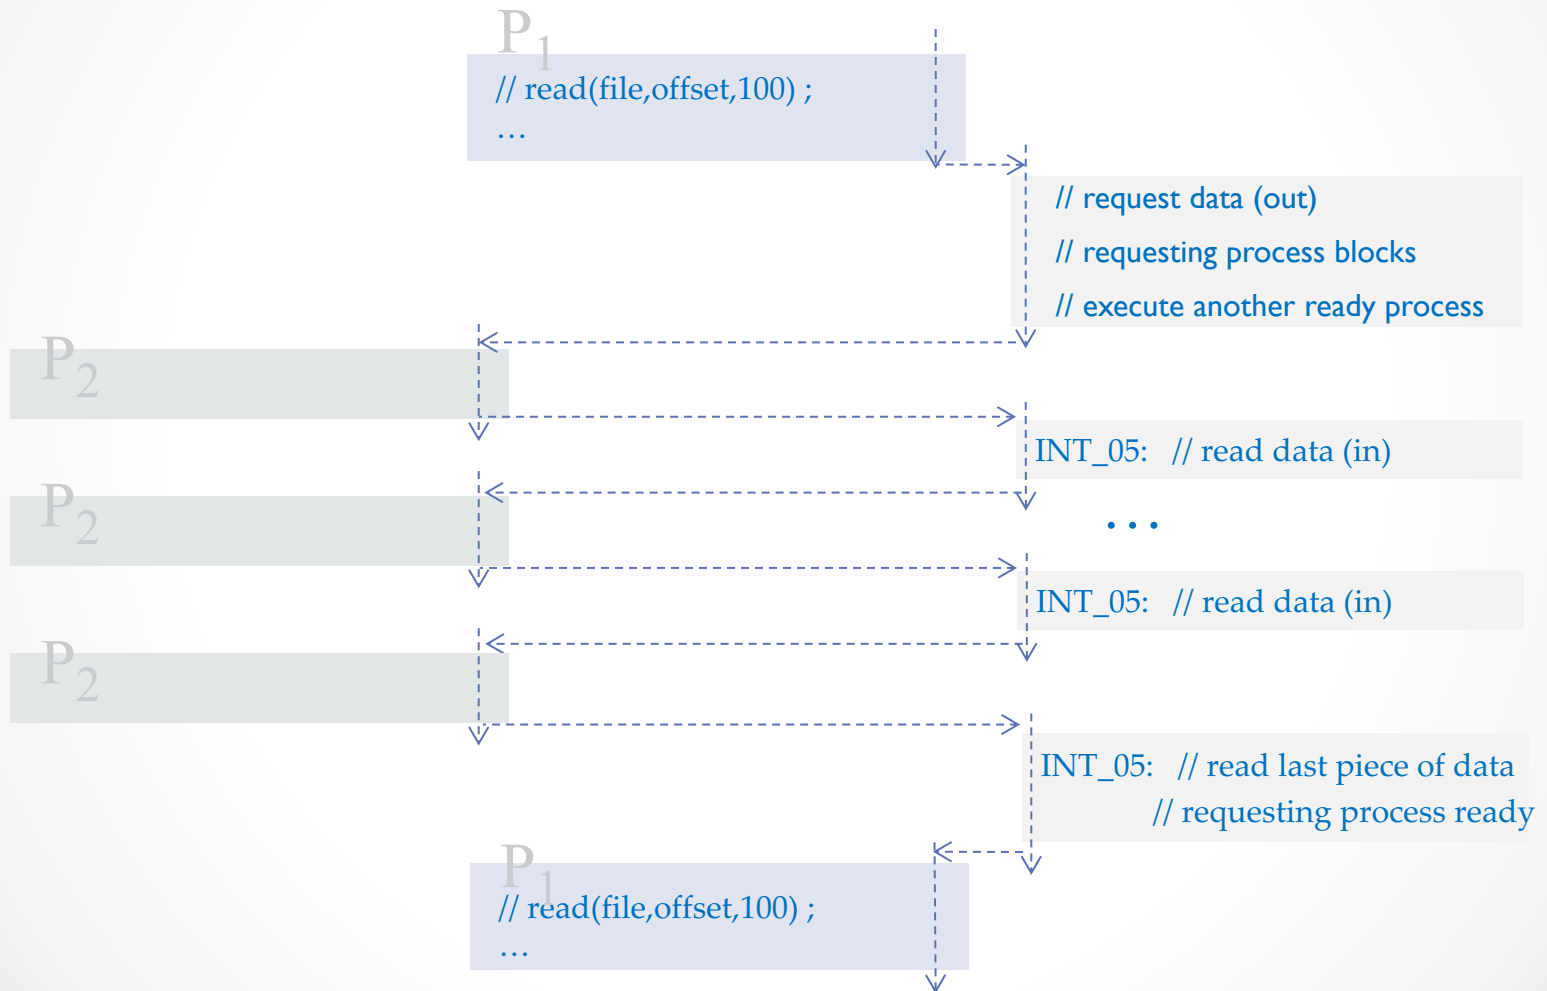 P1
// read(file,offset,100) ;
…
// request data (out)
// requesting process blocks
// execute another ready process
P2
INT_05: // read data (in)
P2
...
INT_05: // read data (in)
P2
INT_05: // read last piece of data
// requesting process ready
P1
// read(file,offset,100) ;
…